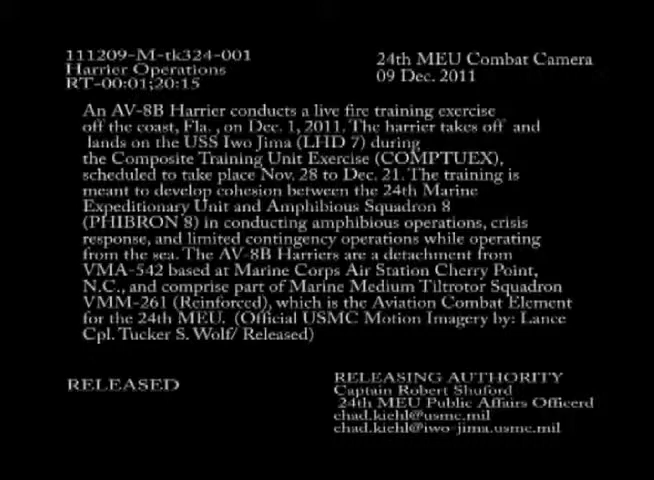 111209-M-tk324-001
Harrier Operations
RT-00:01;20:15
24th MEU Combat Camera
09 Dec. 2011
An AV-8B Harrier conducts a live fire training exercise
off the coast, Fla. , on Dec. 1, 2011. The harrier takes off and
lands on the USS Iwo Jima (LHD 7) during
the Composite Training Unit Exercise (COMPTUEX),
scheduled to take place Nov. 28 to Dec. 21. The training is
meant to develop cohesion between the 24th Marine
Expeditionary Unit and Amphibious Squadron 8
(PHIBRON 8) in conducting amphibious operations, crisis
response, and limited contingency operations while operating
from the sea. The AV-8B Harriers are a detachment from
VMA-542 based at Marine Corps Air Station Cherry Point,
N.C., and comprise part of Marine Medium Tiltrotor Squadron
VMM-261 (Reinforced), which is the Aviation Combat Element
for the 24th MEU. (Official USMC Motion Imagery by: Lance
Cpl. Tucker S. Wolf/ Released)
RELEASED
RELEASING AUTHORITY
Captain Robert Shuford
24th MEU Public Affairs Officerd
chad.kiehl@usmc.mil
chad.kiehl@iwo-jima.usmc.mil